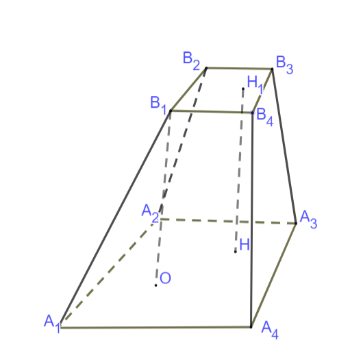 B₂
B₃
H₁
B₁
B₄
A₂
A₃
H
O
A₁
A₄